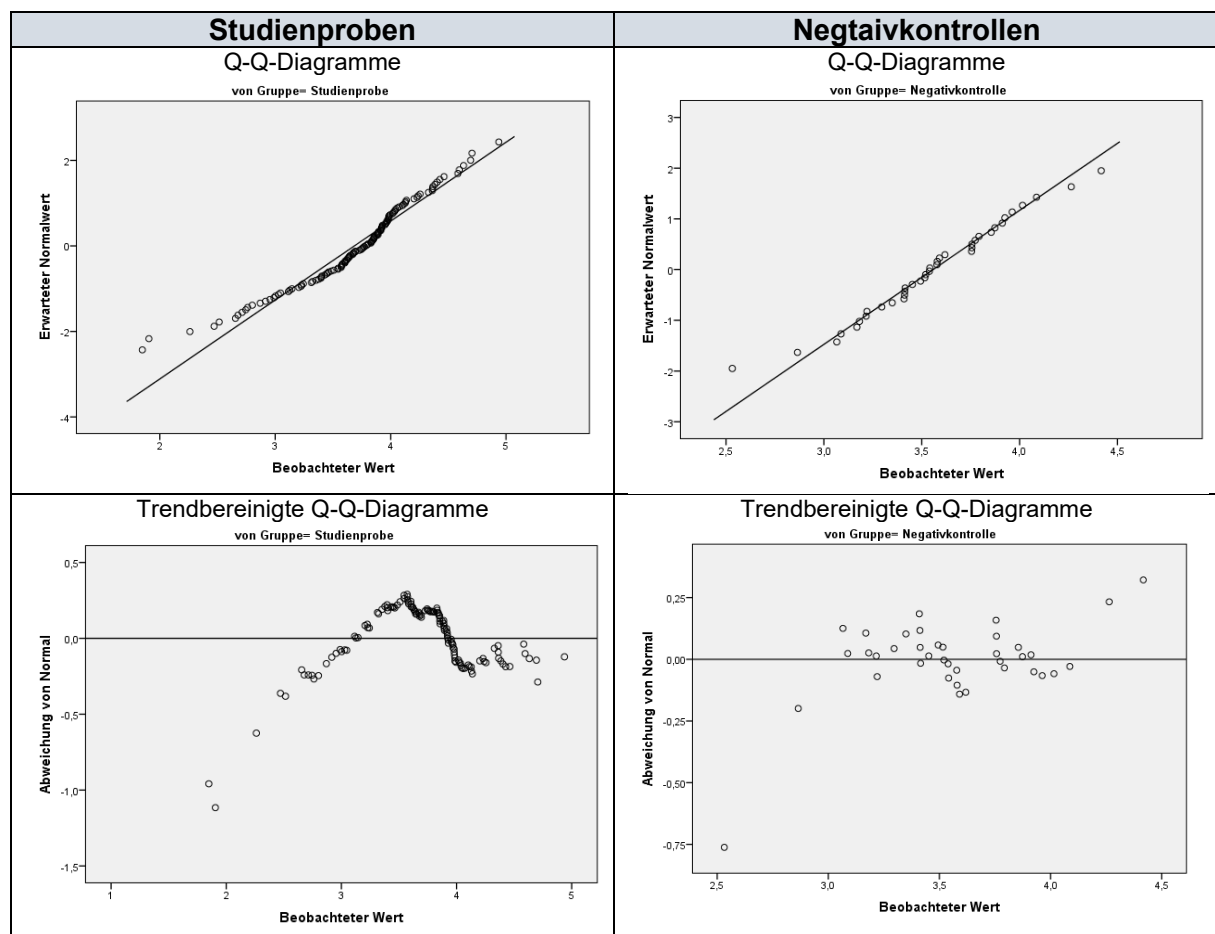 Studienproben
Negtaivkontrollen
Q-Q-Diagramme
von Gruppe= Studienprobe
Erwarteter Normalwert
2
0
-2
-4
2
3
4
5
Beobachteter Wert
Q-Q-Diagramme
von Gruppe= Negativkontrolle
Erwarteter Normalwert
3
2
1
0
-1
-2
-3
2,5
3,0
3,5
4,0
4,5
Beobachteter Wert
Trendbereinigte Q-Q-Diagramme
von Gruppe= Studienprobe
Abweichung von Normal
0,5
0,0
-0,5
-1,0
-1,5
1
2
3
4
5
Beobachteter Wert
Trendbereinigte Q-Q-Diagramme
von Gruppe= Negativkontrolle
Abweichung von Normal
0,25
0,00
-0,25
-0,50
-0,75
2,5
3,0
3,5
4,0
4,5
Beobachteter Wert